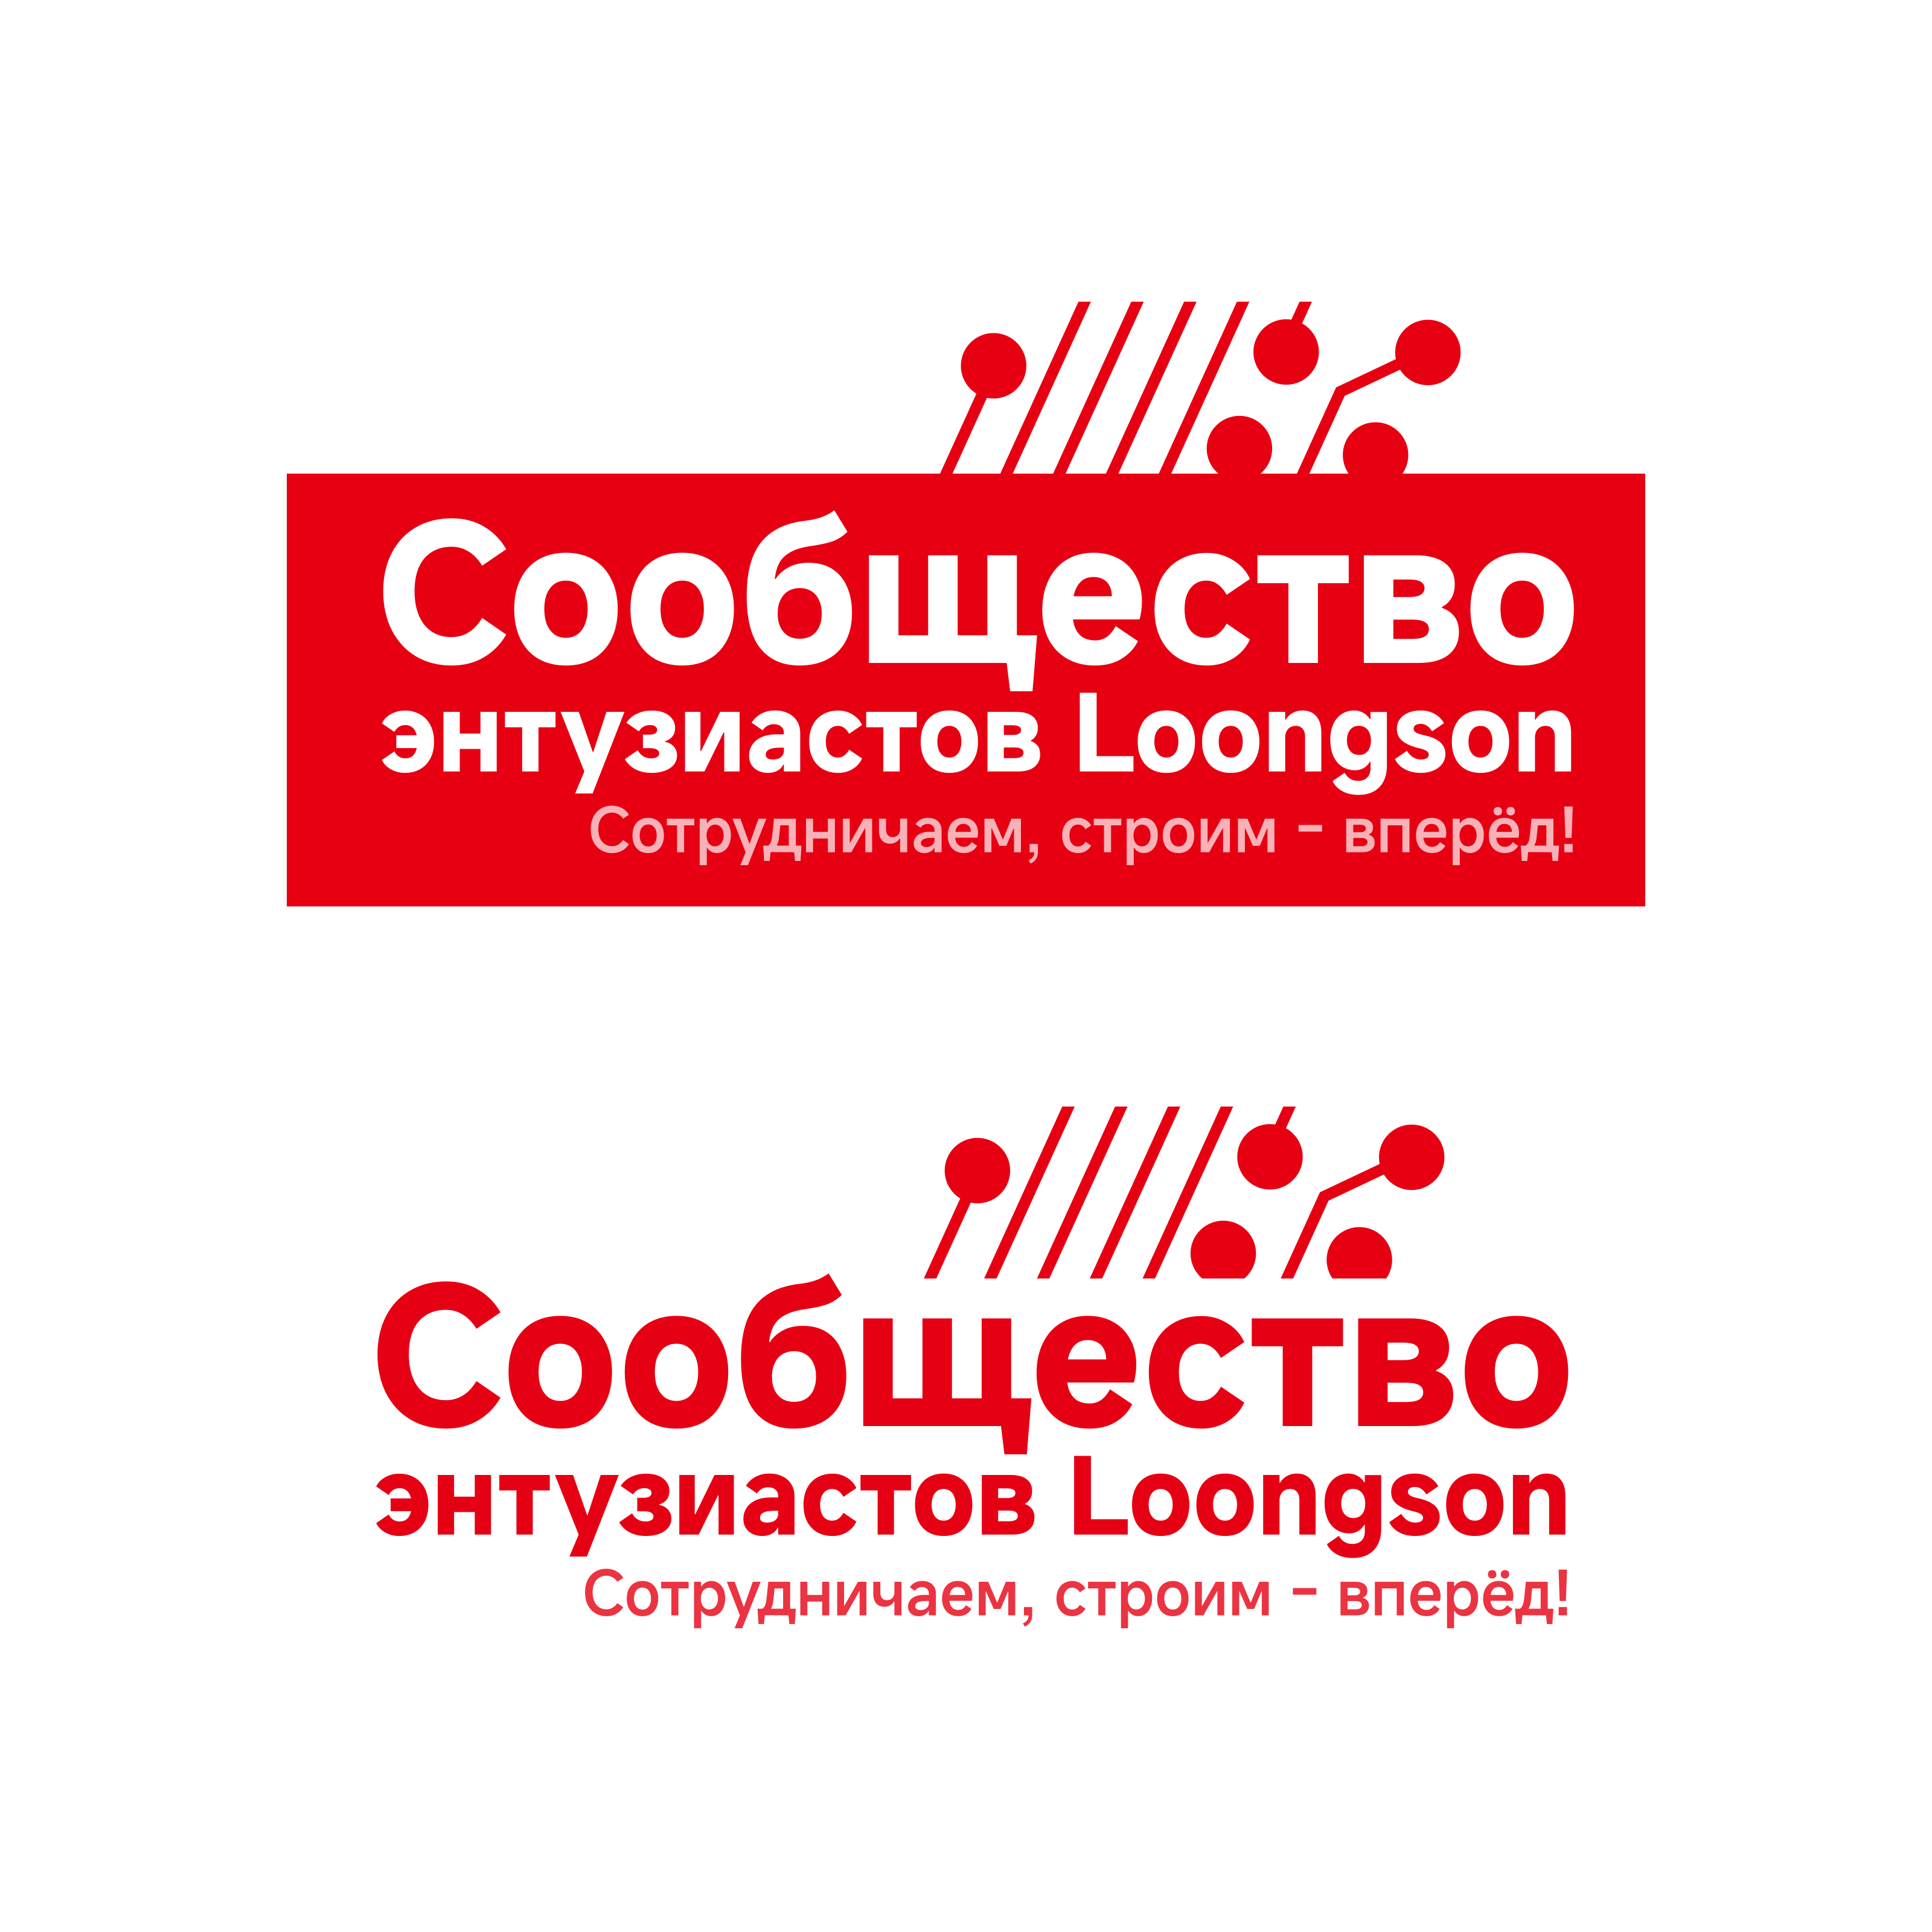 Сообщество
энтузиастов Loongson
Сотрудничаем, строим – вперёд!
Сообщество
энтузиастов Loongson
Сотрудничаем, строим – вперёд!